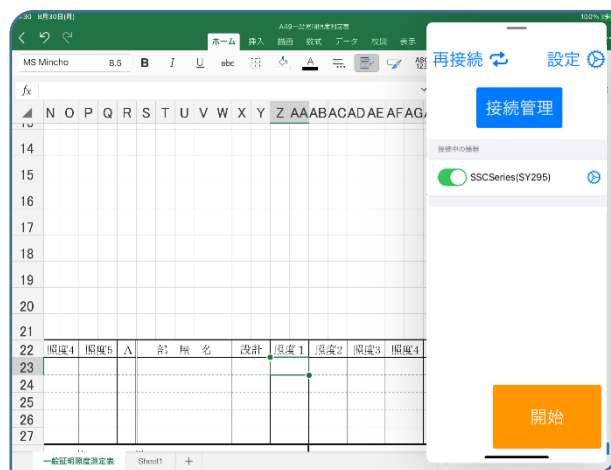 8月30日(月)
100%
ホーム 挿入 描画 数式 データ 校閲 表示
MS Mincho 8.5 B I U abc A
fx
N O P Q R S T U V W X Y Z AA AB AC AD AE AF AG
14
15
16
17
18
19
20
21
22 照度4 照度5 A 部 屋 名 設計 照度1 照度2 照度3 照度4
23
24
25
26
27
一般証明照度測定表 Sheet1 +
再接続 設定
接続管理
接続中の機器
SSCSeries(SY295)
開始